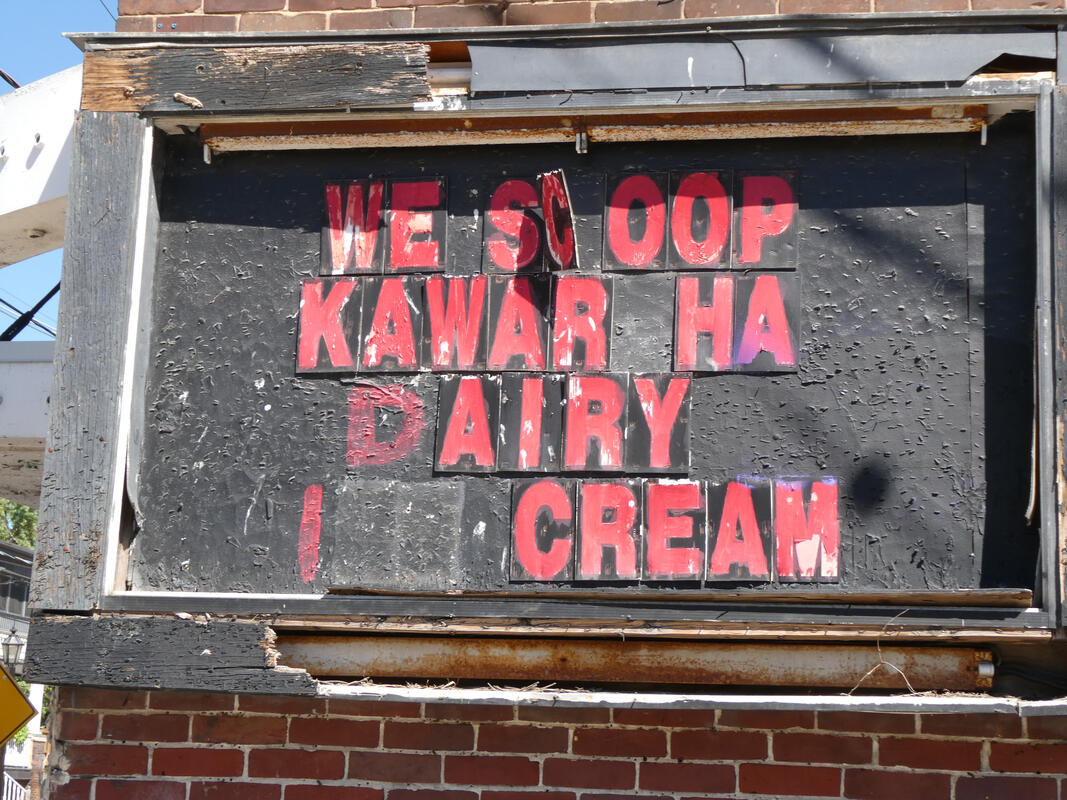 WE SCOOP
KAWAR HA
DAIRY
I CREAM